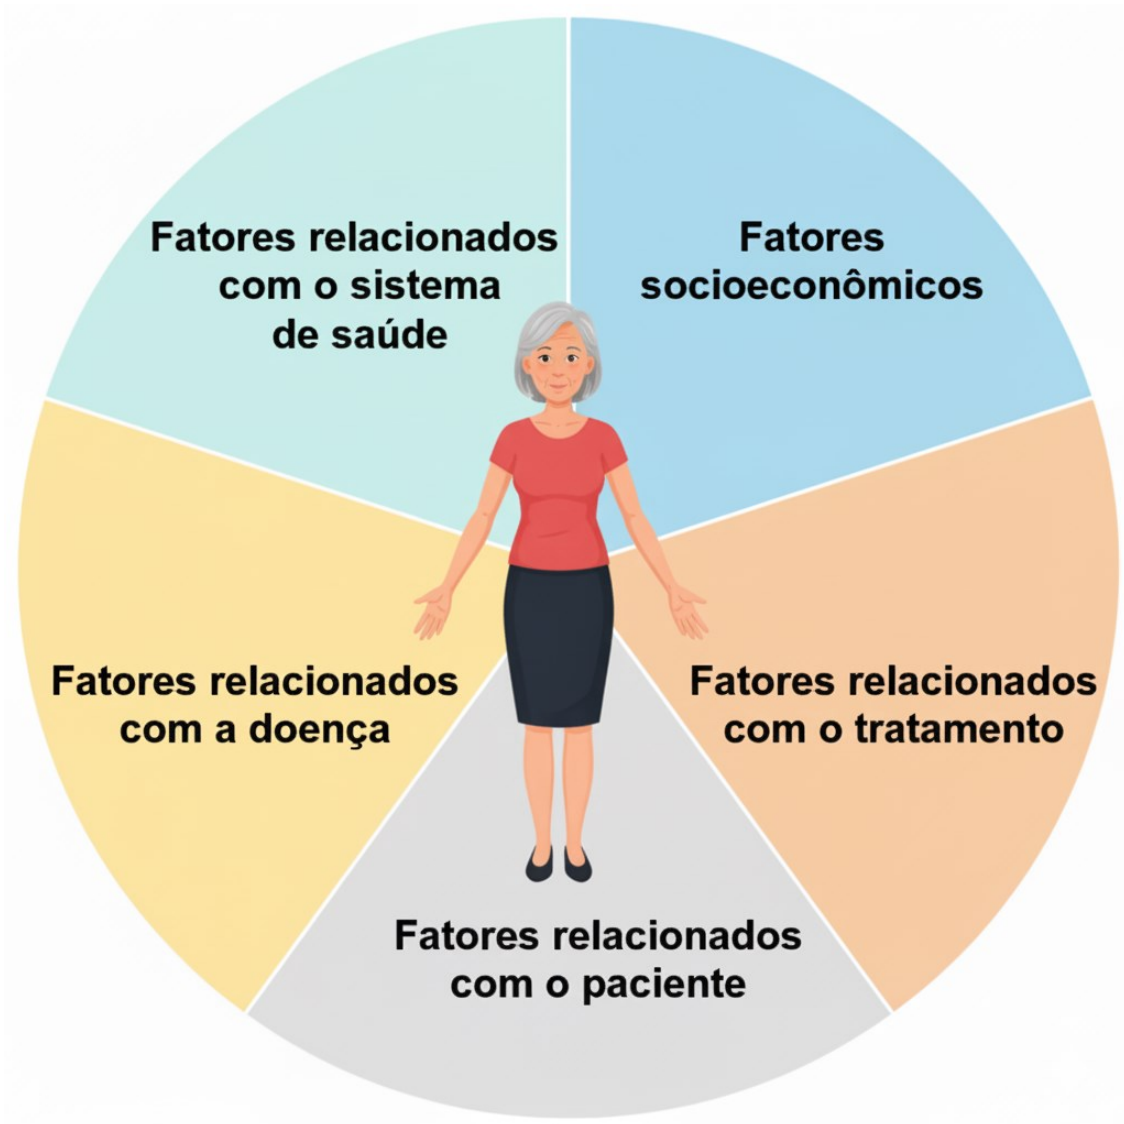 Fatores relacionados
com o sistema
de saúde
Fatores
socioeconômicos
Fatores relacionados
com a doença
Fatores relacionados
com o tratamento
Fatores relacionados
com o paciente